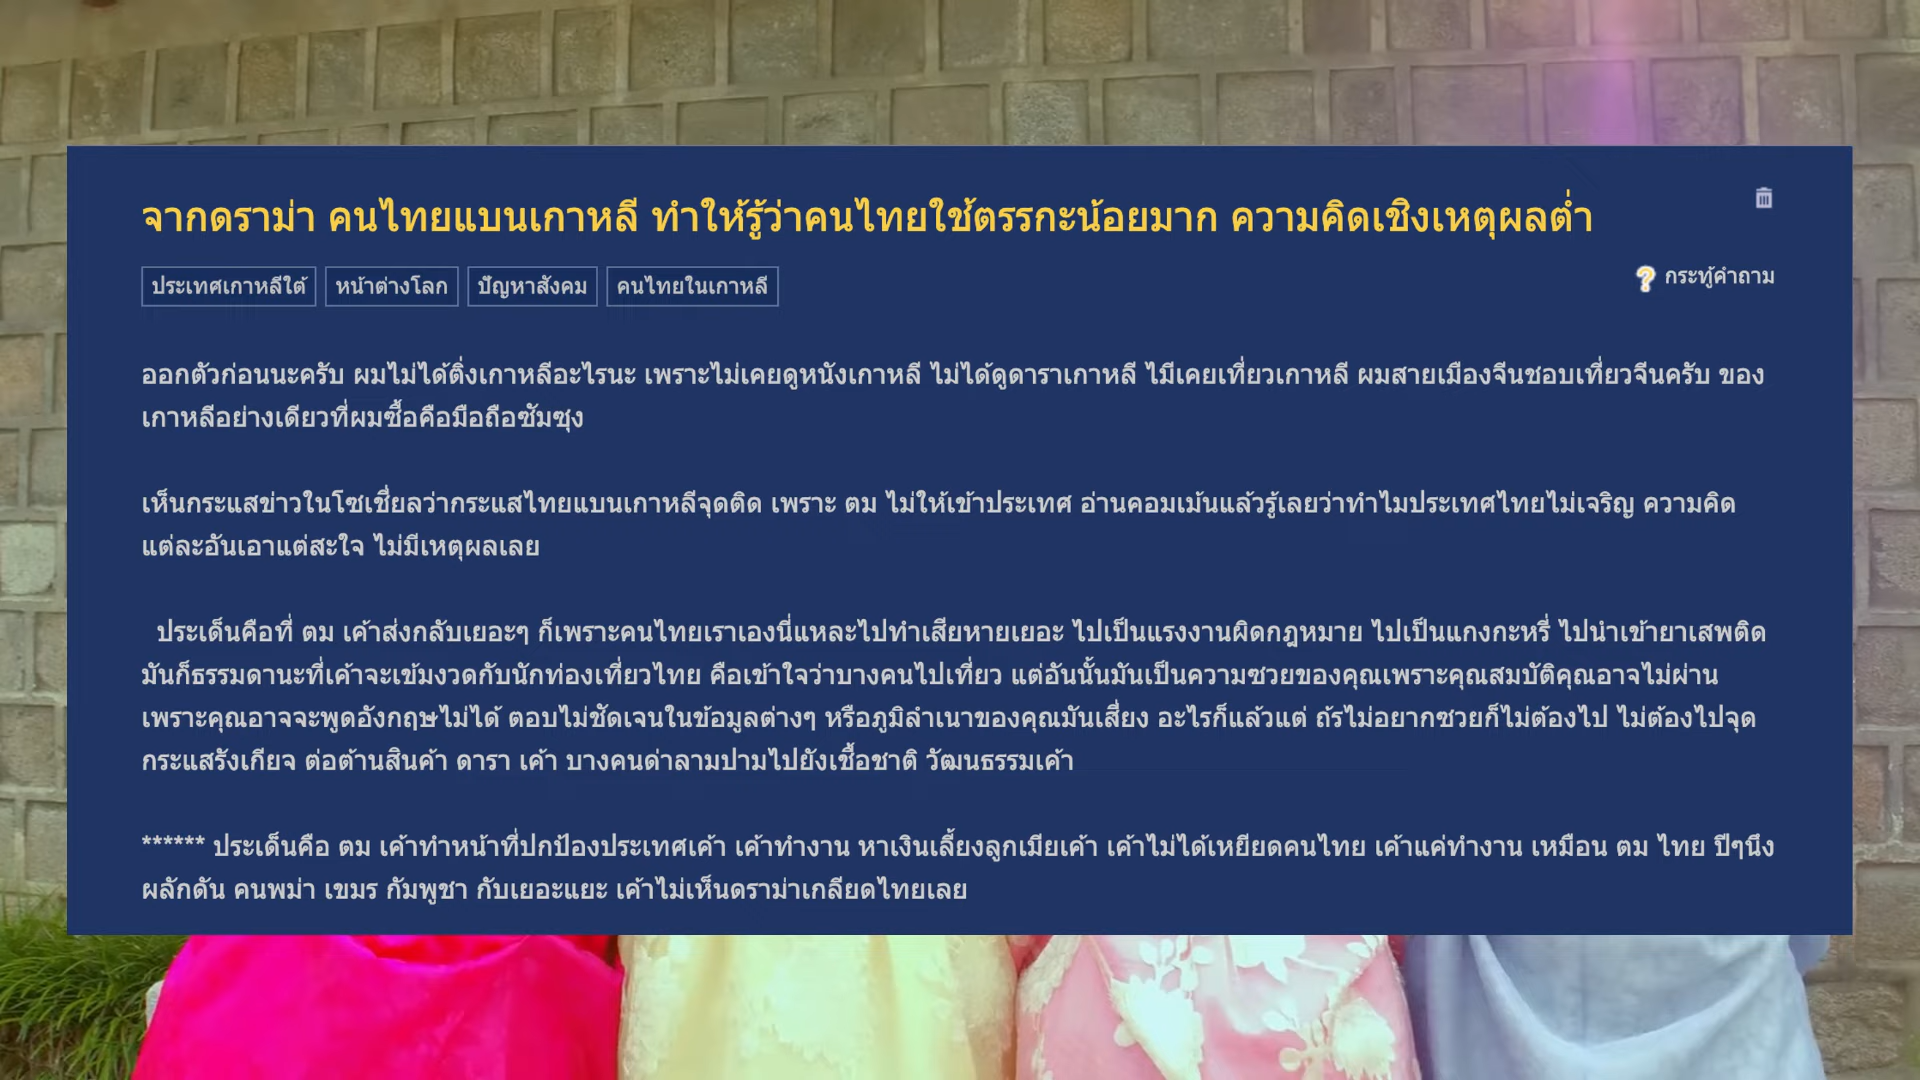 จากดราม่า คนไทยแบนเกาหลี ทำให้รู้ว่าคนไทยใช้ตรรกะน้อยมาก ความคิดเชิงเหตุผลต่ำ
ประเทศเกาหลีใต้ หน้าต่างโลก ปัญหาสังคม คนไทยในเกาหลี
กระทู้คำถาม
ออกตัวก่อนนะครับ ผมไม่ได้ติ่งเกาหลีอะไรนะ เพราะไม่เคยดูหนังเกาหลี ไม่ได้ดูดาราเกาหลี ไมีเคยเที่ยวเกาหลี ผมสายเมืองจีนชอบเที่ยวจีนครับ ของ
เกาหลีอย่างเดียวที่ผมซื้อคือมือถือซัมซุง
เห็นกระแสข่าวในโซเชี่ยลว่ากระแสไทยแบนเกาหลีจุดติด เพราะ ตม ไม่ให้เข้าประเทศ อ่านคอมเม้นแล้วรู้เลยว่าทำไมประเทศไทยไม่เจริญ ความคิด
แต่ละอันเอาแต่สะใจ ไม่มีเหตุผลเลย
ประเด็นคือที่ ตม เค้าส่งกลับเยอะๆ ก็เพราะคนไทยเราเองนี่แหละไปทำเสียหายเยอะ ไปเป็นแรงงานผิดกฎหมาย ไปเป็นแกงกะหรี่ ไปนำเข้ายาเสพติด
มันก็ธรรมดานะที่เค้าจะเข้มงวดกับนักท่องเที่ยวไทย คือเข้าใจว่าบางคนไปเที่ยว แต่อันนั้นมันเป็นความซวยของคุณเพราะคุณสมบัติคุณอาจไม่ผ่าน
เพราะคุณอาจจะพูดอังกฤษไม่ได้ ตอบไม่ชัดเจนในข้อมูลต่างๆ หรือภูมิลำเนาของคุณมันเสี่ยง อะไรก็แล้วแต่ ถ้รไม่อยากซวยก็ไม่ต้องไป ไม่ต้องไปจุด
กระแสรังเกียจ ต่อต้านสินค้า ดารา เค้า บางคนด่าลามปามไปยังเชื้อชาติ วัฒนธรรมเค้า
****** ประเด็นคือ ตม เค้าทำหน้าที่ปกป้องประเทศเค้า เค้าทำงาน หาเงินเลี้ยงลูกเมียเค้า เค้าไม่ได้เหยียดคนไทย เค้าแค่ทำงาน เหมือน ตม ไทย ปีๆนึง
ผลักดัน คนพม่า เขมร กัมพูชา กับเยอะแยะ เค้าไม่เห็นดราม่าเกลียดไทยเลย